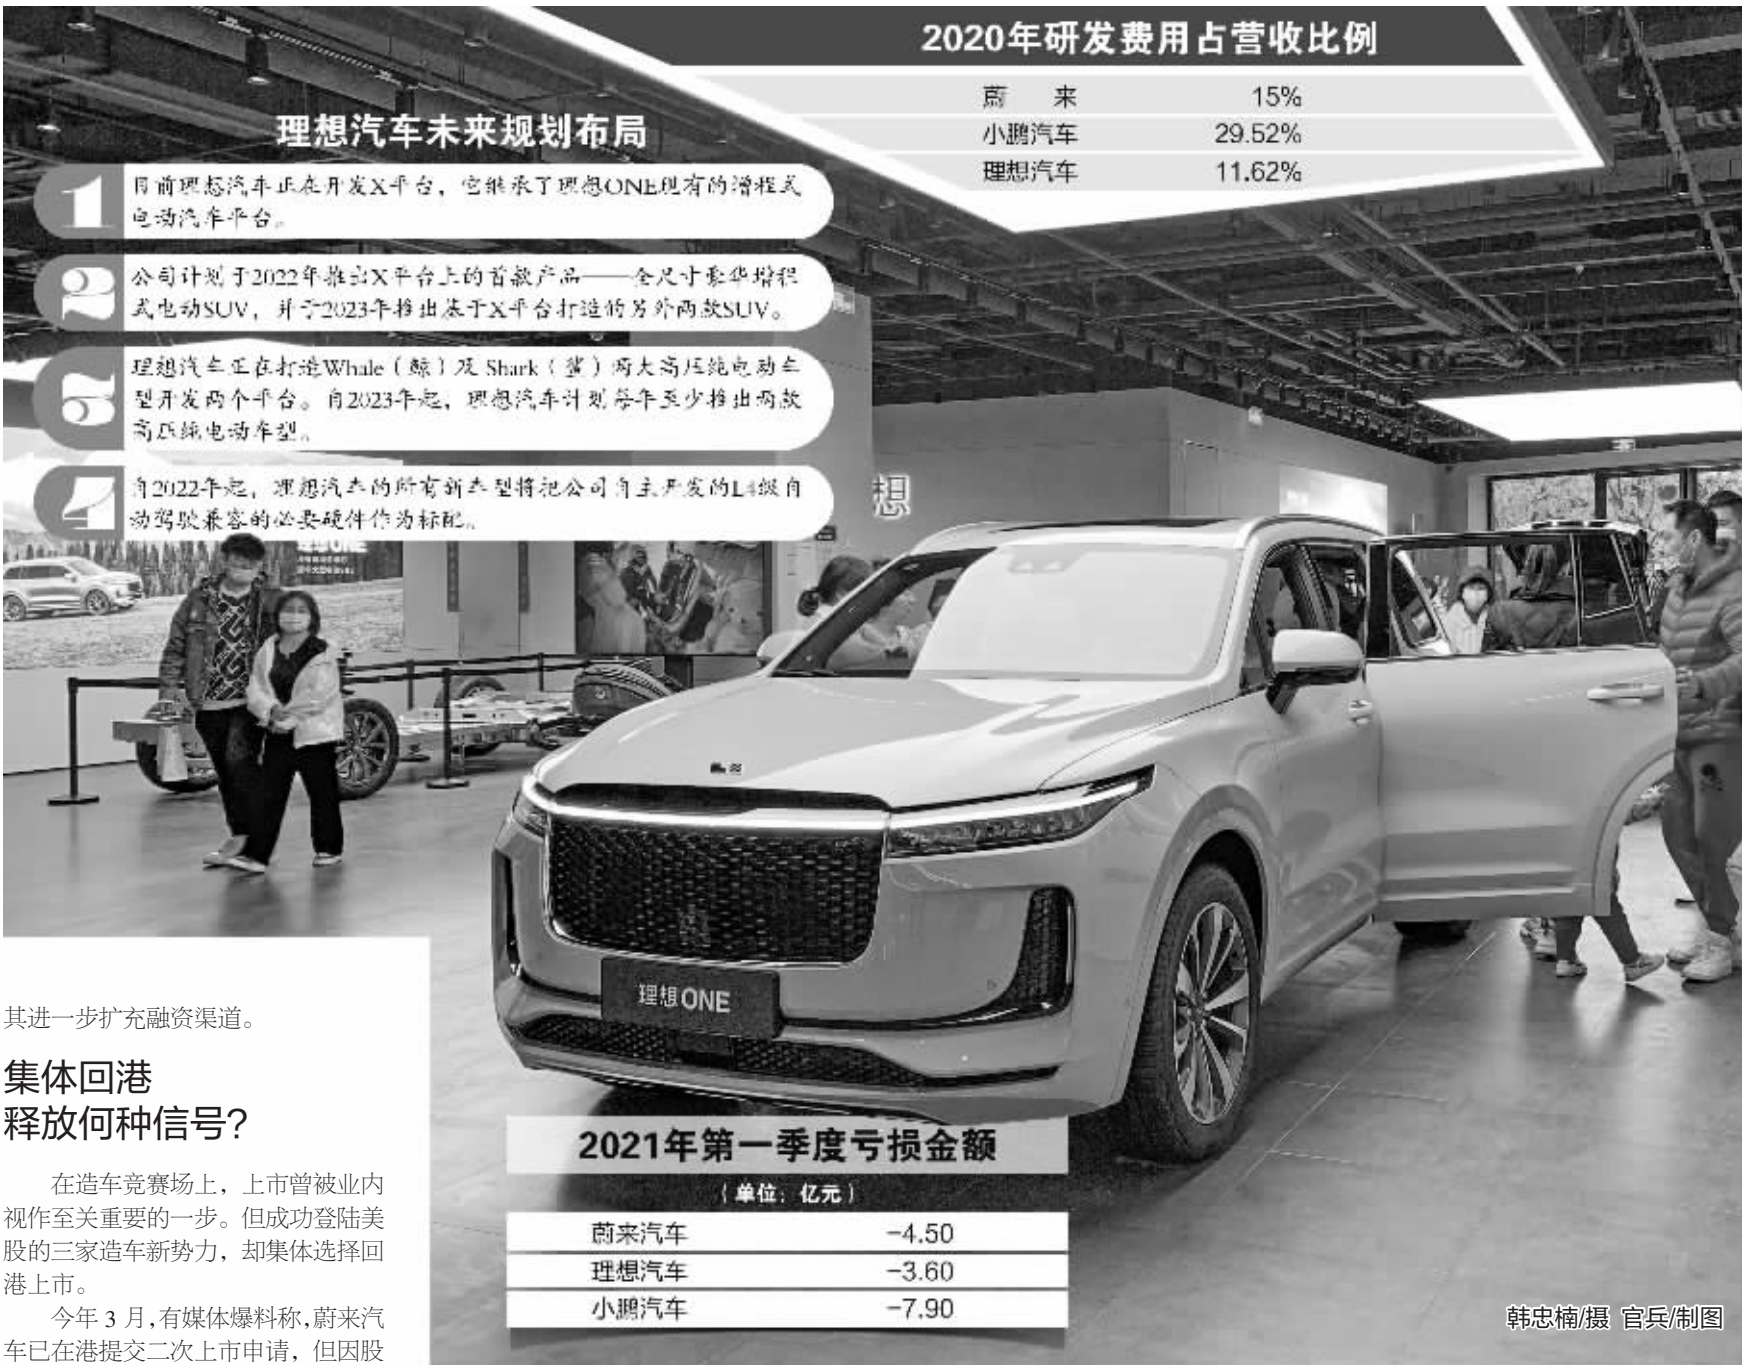 2020年研发费用占营收比例
蔚 来 15%
小鹏汽车 29.52%
理想汽车 11.62%
理想汽车未来规划布局
1 目前理想汽车正在开发X平台，它继承了理想ONE现有的增程式
电动汽车平台。
2 公司计划于2022年推出X平台上的首款产品——全尺寸豪华增程
式电动SUV，并于2023年推出基于X平台打造的另外两款SUV。
3 理想汽车正在打造Whale（鲸）及 Shark（鲨）两大高压纯电动车
型开发两个平台。自2023年起，理想汽车计划每年至少推出两款
高压纯电动车型。
4 自2022年起，理想汽车的所有新车型将把公司自主开发的L4级自
动驾驶兼容的必要硬件作为标配。
想
理想ONE
理想ONE
其进一步扩充融资渠道。
集体回港
释放何种信号?
在造车竞赛场上，上市曾被业内
视作至关重要的一步。但成功登陆美
股的三家造车新势力，却集体选择回
港上市。
今年 3 月,有媒体爆料称,蔚来汽
车已在港提交二次上市申请，但因股
2021年第一季度亏损金额
（单位：亿元）
蔚来汽车 -4.50
理想汽车 -3.60
小鹏汽车 -7.90
韩忠楠/摄 官兵/制图